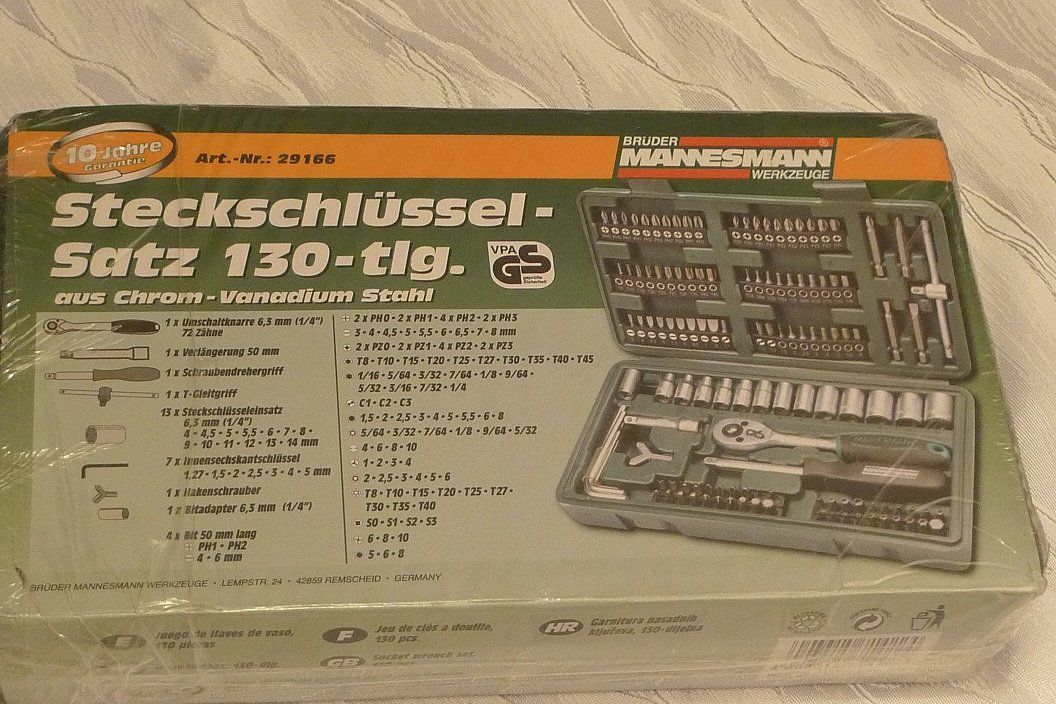 10-Jahre
Garantie
Art.-Nr.: 29166
BRÜDER
MANNESMANN
WERKZEUGE
Steckschlüssel-
Satz 130-tlg.
aus Chrom-Vanadium Stahl
VPA
GS
geprüfte
Sicherheit
1 x Umschaltknarre 6,3 mm (1/4")
72 Zähne
1 x Verlängerung 50 mm
1 x Schraubendrehergriff
1 x T-Gleitgriff
13 x Steckschlüsseleinsatz
6,3 mm (1/4")
4 • 4,5 • 5 • 5,5 • 6 • 7 • 8 •
9 • 10 • 11 • 12 • 13 • 14 mm
7 x Innensechskantschlüssel
1,27 • 1,5 • 2 • 2,5 • 3 • 4 • 5 mm
1 x Hakenschrauber
1 x Bitadapter 6,3 mm (1/4")
4 x Bit 50 mm lang
PH1 • PH2
4 • 6 mm
2 x PH0 • 2 x PH1 • 4 x PH2 • 2 x PH3
3 • 4 • 4,5 • 5 • 5,5 • 6 • 6,5 • 7 • 8 mm
2 x PZ0 • 2 x PZ1 • 4 x PZ2 • 2 x PZ3
T8 • T10 • T15 • T20 • T25 • T27 • T30 • T35 • T40 • T45
1/16 • 5/64 • 3/32 • 7/64 • 1/8 • 9/64 •
5/32 • 3/16 • 7/32 • 1/4
C1 • C2 • C3
1,5 • 2 • 2,5 • 3 • 4 • 5 • 5,5 • 6 • 8
5/64 • 3/32 • 7/64 • 1/8 • 9/64 • 5/32
4 • 6 • 8 • 10
1 • 2 • 3 • 4
2 • 2,5 • 3 • 4 • 5 • 6
T8 • T10 • T15 • T20 • T25 • T27 •
T30 • T35 • T40
S0 • S1 • S2 • S3
6 • 8 • 10
5 • 6 • 8
BRÜDER MANNESMANN WERKZEUGE • LEMPSTR. 24 • 42859 REMSCHEID • GERMANY
E Juego de llaves de vaso,
130 piezas
F Jeu de clés a douille,
130 pcs.
HR Garnitura nasadnih
ključeva, 130-dijelna
130-dlg.
GB Socket wrench set,